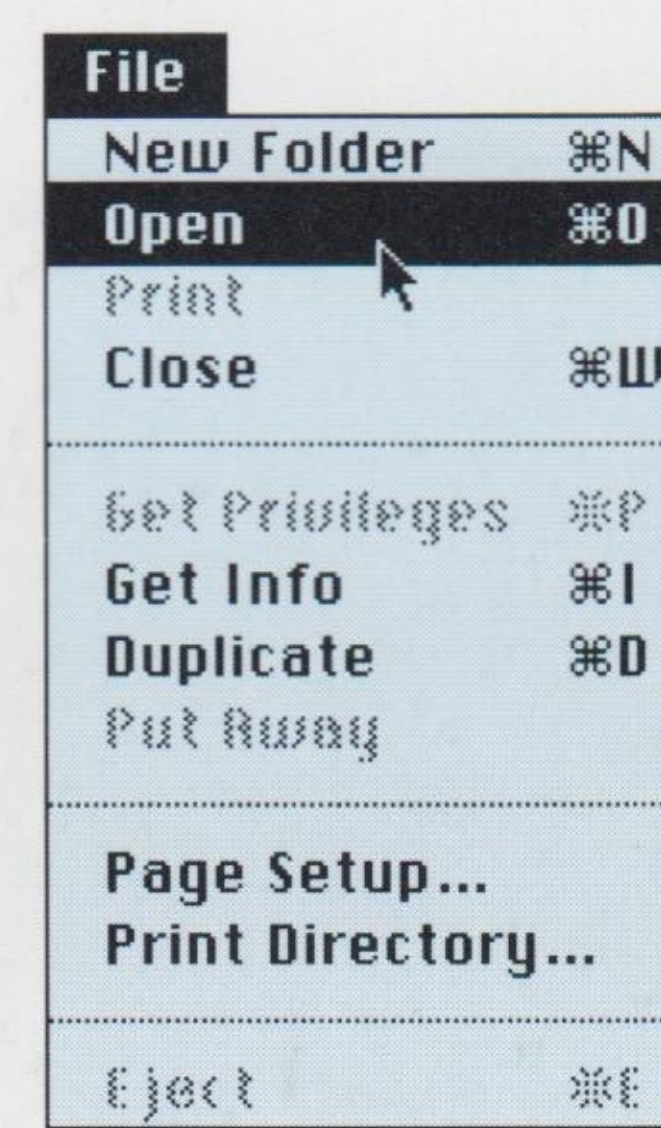 File
New Folder ⌘N
Open ⌘O
Print
Close ⌘W
Get Privileges ⌘P
Get Info ⌘I
Duplicate ⌘D
Put Away
Page Setup...
Print Directory...
Eject ⌘E